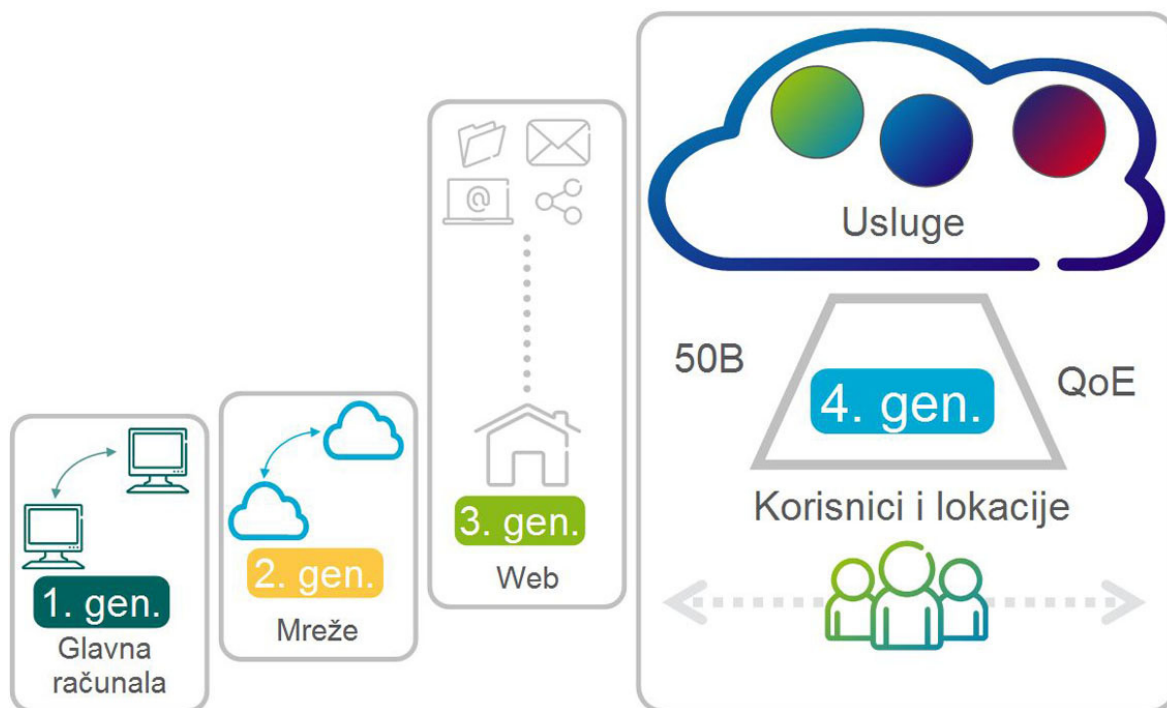 1. gen.
Glavna
računala
2. gen.
Mreže
@
3. gen.
Web
Usluge
50B
4. gen.
QoE
Korisnici i lokacije